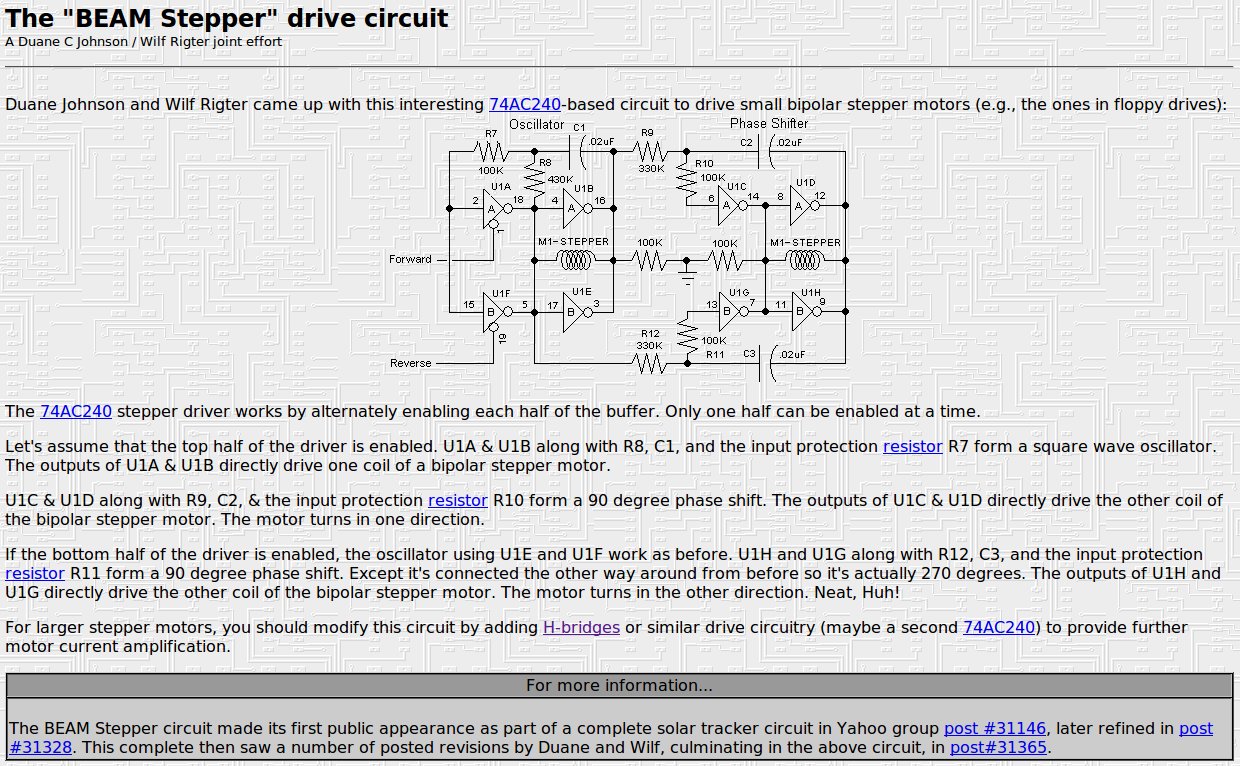 The "BEAM Stepper" drive circuit
A Duane C Johnson / Wilf Rigter joint effort
Duane Johnson and Wilf Rigter came up with this interesting 74AC240-based circuit to drive small bipolar stepper motors (e.g., the ones in floppy drives):
Oscillator C1 Phase Shifter
R7 .02uF R9 C2 .02uF
100K R8 430K 330K R10 100K
U1A U1B U1C U1D
2 A 18 4 A 16 6 A 14 8 A 12
1
M1-STEPPER 100K 100K M1-STEPPER
Forward
U1F U1E U1G U1H
15 B 5 17 B 3 13 B 7 11 B 9
19
R12 330K 100K
Reverse R11 C3 .02uF
The 74AC240 stepper driver works by alternately enabling each half of the buffer. Only one half can be enabled at a time.
Let's assume that the top half of the driver is enabled. U1A & U1B along with R8, C1, and the input protection resistor R7 form a square wave oscillator.
The outputs of U1A & U1B directly drive one coil of a bipolar stepper motor.
U1C & U1D along with R9, C2, & the input protection resistor R10 form a 90 degree phase shift. The outputs of U1C & U1D directly drive the other coil of
the bipolar stepper motor. The motor turns in one direction.
If the bottom half of the driver is enabled, the oscillator using U1E and U1F work as before. U1H and U1G along with R12, C3, and the input protection
resistor R11 form a 90 degree phase shift. Except it's connected the other way around from before so it's actually 270 degrees. The outputs of U1H and
U1G directly drive the other coil of the bipolar stepper motor. The motor turns in the other direction. Neat, Huh!
For larger stepper motors, you should modify this circuit by adding H-bridges or similar drive circuitry (maybe a second 74AC240) to provide further
motor current amplification.
For more information...
The BEAM Stepper circuit made its first public appearance as part of a complete solar tracker circuit in Yahoo group post #31146, later refined in post
#31328. This complete then saw a number of posted revisions by Duane and Wilf, culminating in the above circuit, in post#31365.